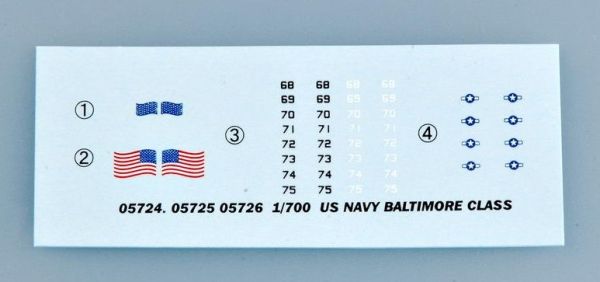 ①
②
③
④
68 68 68 68
69 69 69 69
70 70 70 70
71 71 71 71
72 72 72 72
73 73 73 73
74 74 74 74
75 75 75 75
05724. 05725 05726 1/700 US NAVY BALTIMORE CLASS